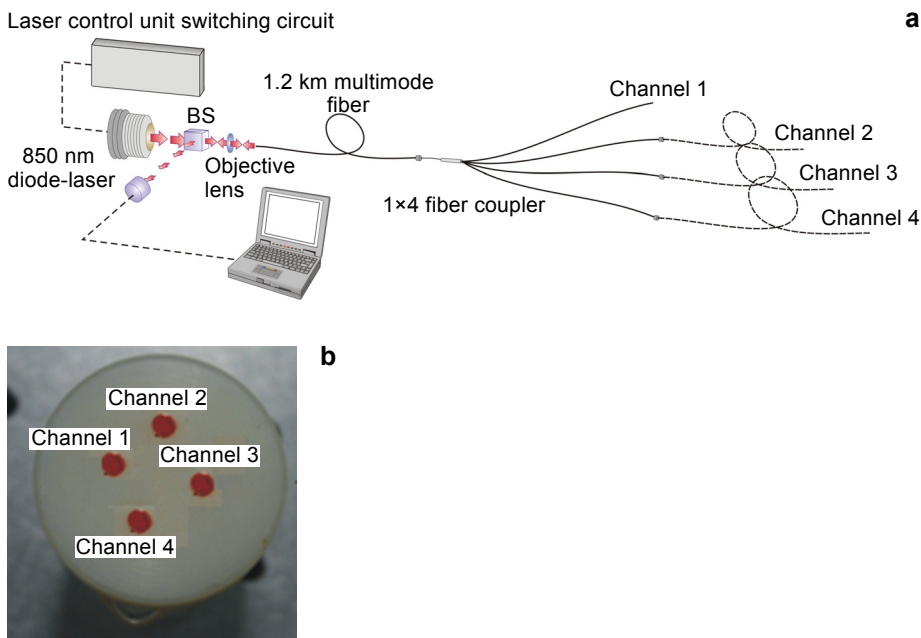 Laser control unit switching circuit
a
1.2 km multimode
fiber
Channel 1
BS
Channel 2
850 nm
diode-laser
Objective
lens
Channel 3
1×4 fiber coupler
Channel 4
b
Channel 2
Channel 1
Channel 3
Channel 4